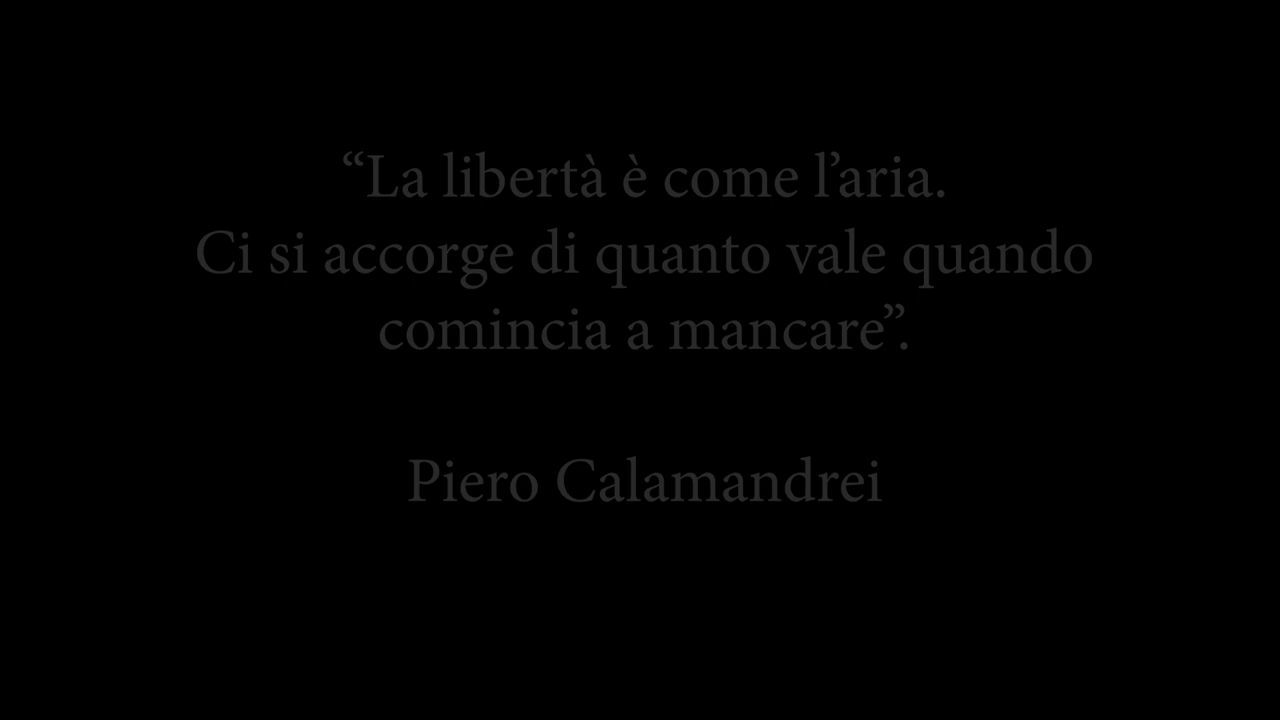 “La libertà è come l’aria.
Ci si accorge di quanto vale quando
comincia a mancare”.
Piero Calamandrei